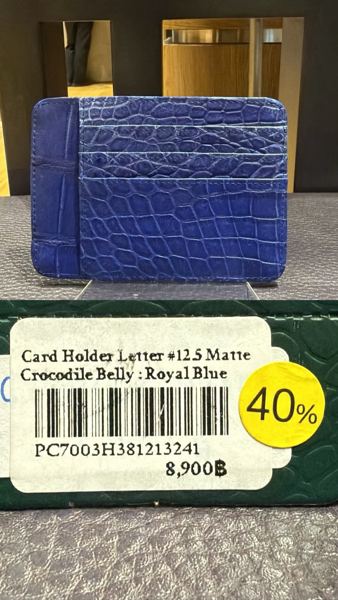 Card Holder Letter #12.5 Matte
Crocodile Belly : Royal Blue
40%
PC7003H381213241
8,900฿